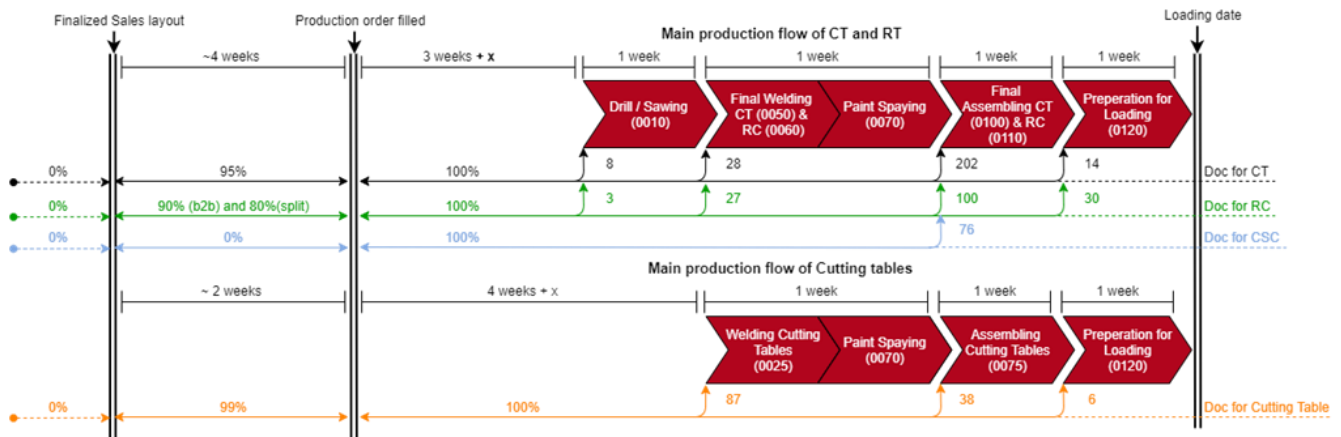 Finalized Sales layout
Production order filled
Loading date
Main production flow of CT and RT
~4 weeks
3 weeks + x
1 week
1 week
1 week
1 week
Drill / Sawing
(0010)
Final Welding
CT (0050) &
RC (0060)
Paint Spaying
(0070)
Final
Assembling CT
(0100) & RC
(0110)
Preperation for
Loading
(0120)
0%
95%
100%
8
28
202
14
Doc for CT
0%
90% (b2b) and 80%(split)
100%
3
27
100
30
Doc for RC
0%
0%
100%
76
Doc for CSC
Main production flow of Cutting tables
~ 2 weeks
4 weeks + x
1 week
1 week
1 week
Welding Cutting
Tables
(0025)
Paint Spaying
(0070)
Assembling
Cutting Tables
(0075)
Preperation for
Loading
(0120)
0%
99%
100%
87
38
6
Doc for Cutting Table